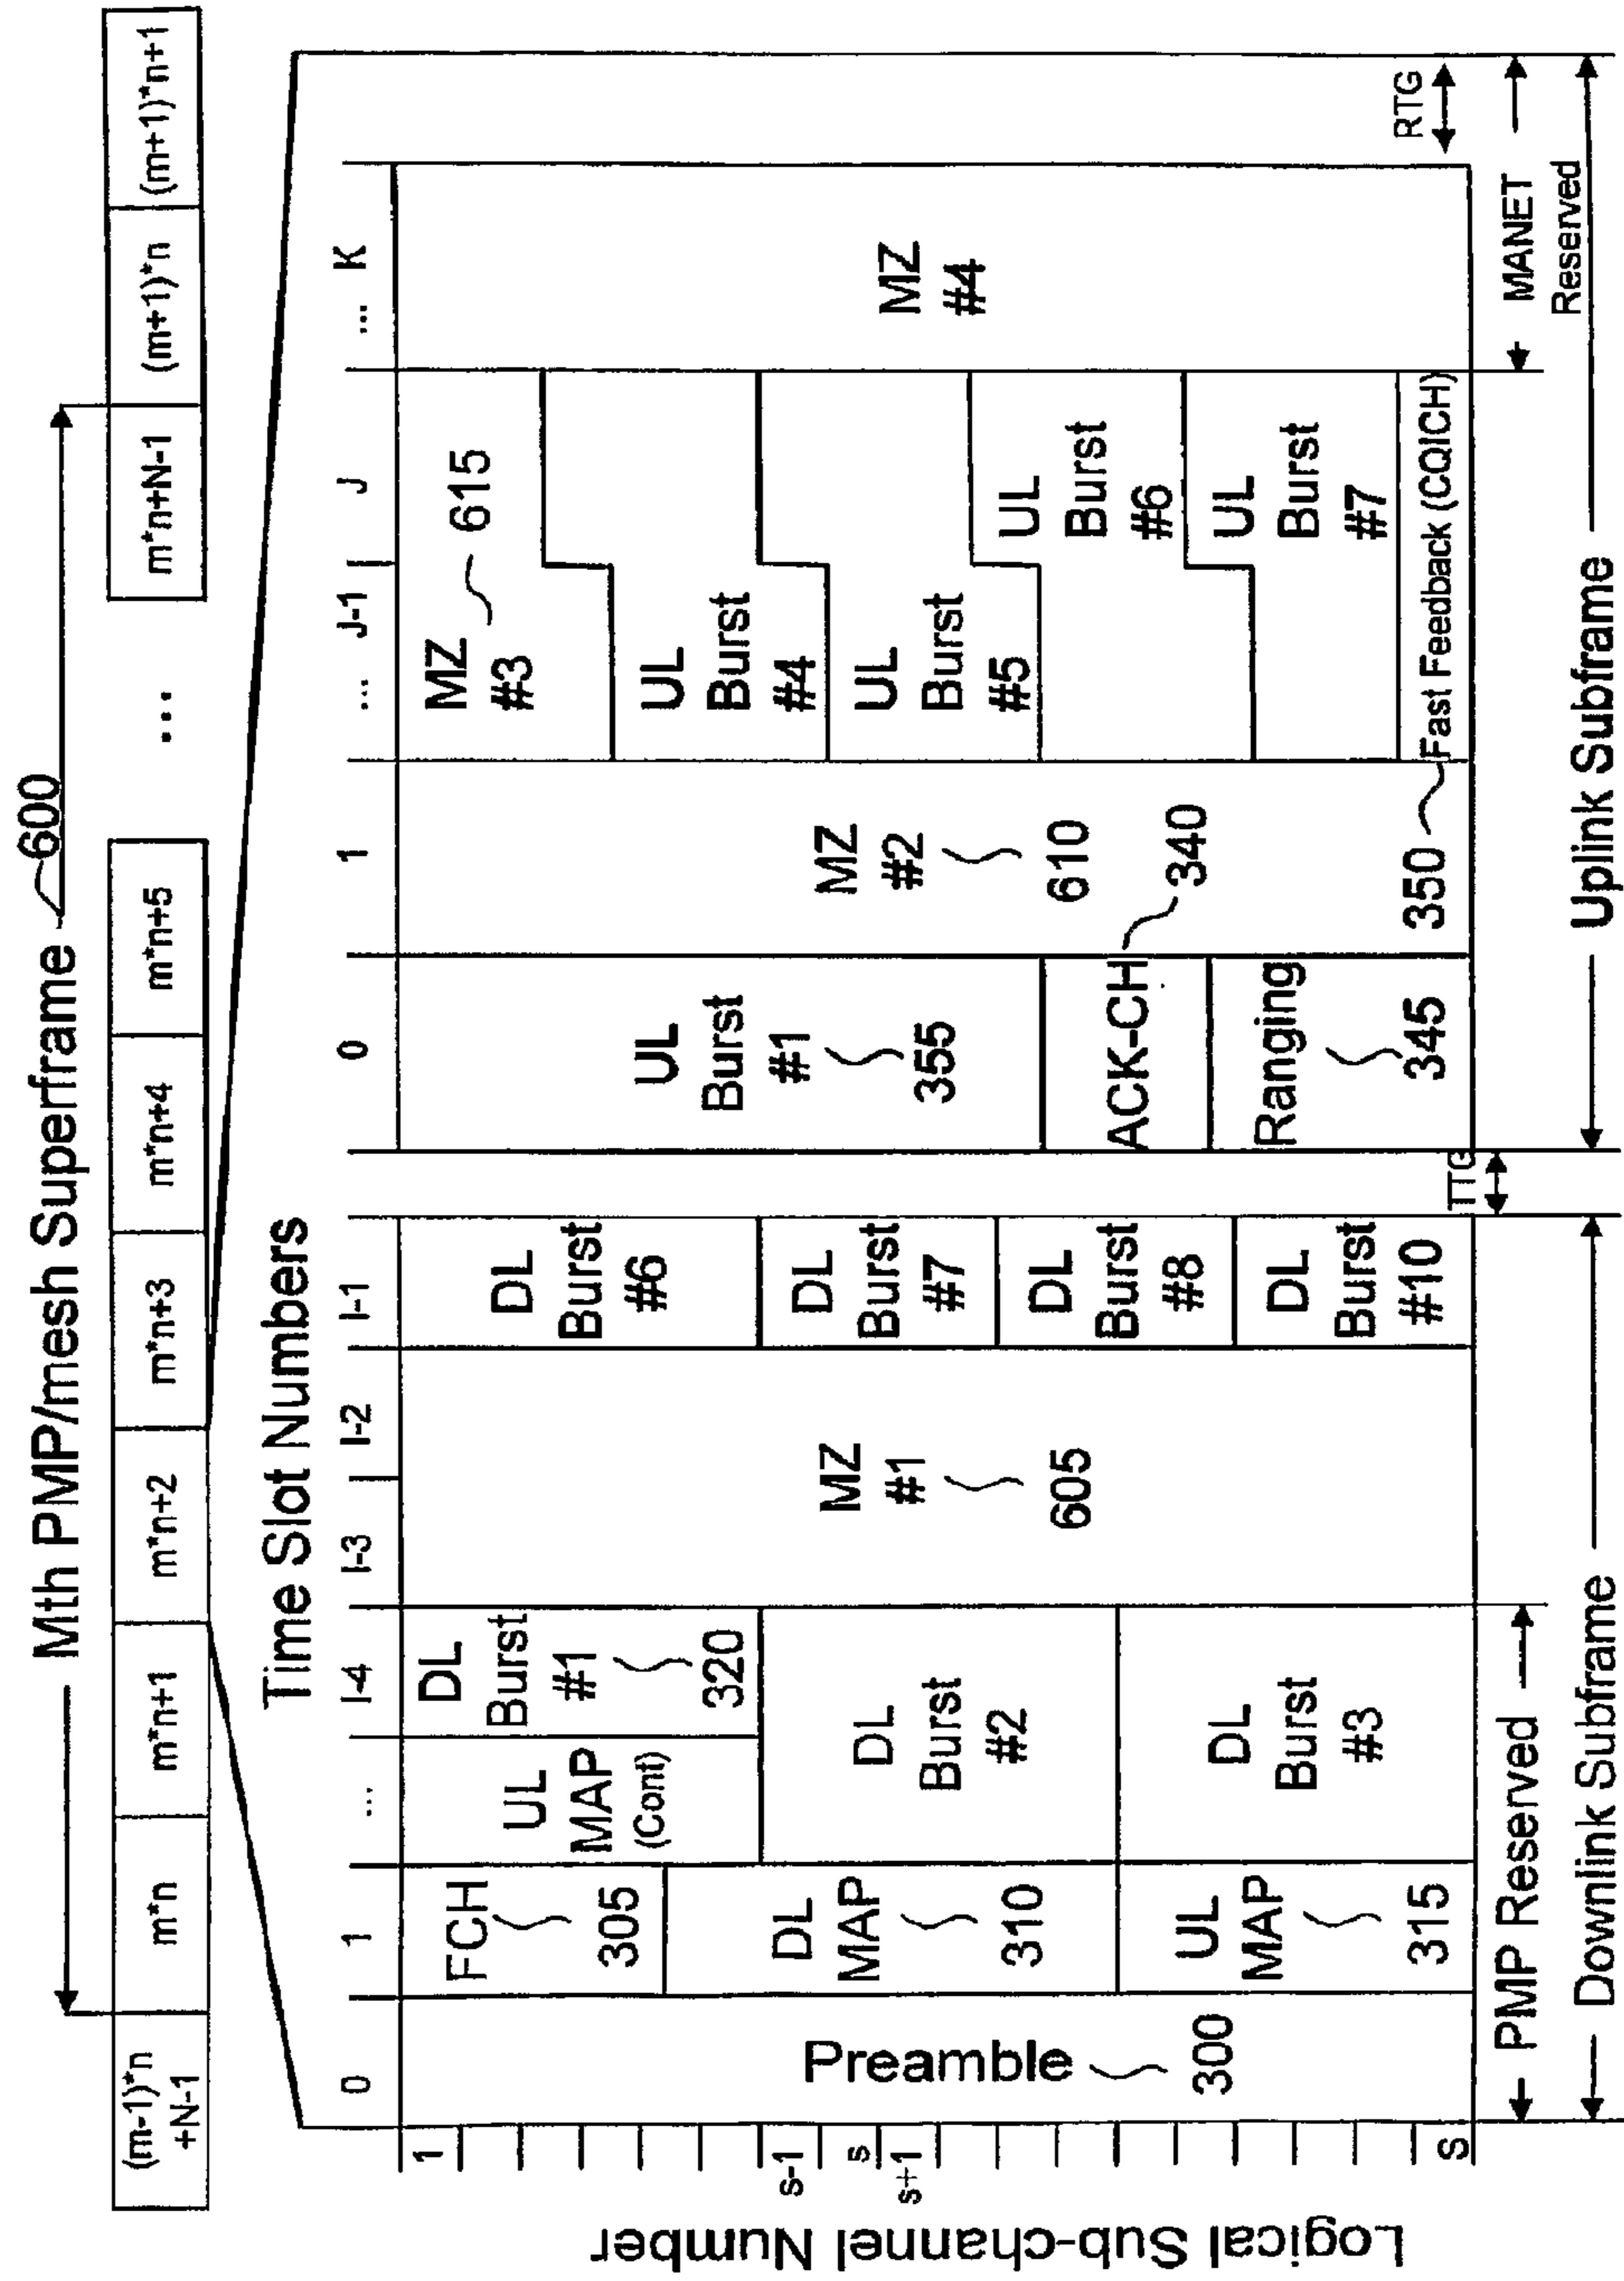 Mth PMP/mesh Superframe 600
(m-1)*n
+N-1
m*n
m*n+1
m*n+2
m*n+3
m*n+4
m*n+5
...
m*n+N-1
(m+1)*n
(m+1)*n+1
Time Slot Numbers
0
1
...
I-4
I-3
I-2
I-1
0
1
...
J-1
J
...
K
Logical Sub-channel Number
1
s-1
s
s+1
S
Preamble 300
FCH
305
DL
MAP
310
UL
MAP
315
UL
MAP
(Cont)
DL
Burst
#1
320
DL
Burst
#2
DL
Burst
#3
MZ
#1
605
DL
Burst
#6
DL
Burst
#7
DL
Burst
#8
DL
Burst
#10
UL
Burst
#1
355
ACK-CH 340
Ranging
345
MZ
#2
610
MZ
#3
615
UL
Burst
#4
UL
Burst
#5
UL
Burst
#6
UL
Burst
#7
350 Fast Feedback (CQICH)
MZ
#4
TTG
RTG
PMP Reserved
MANET
Reserved
Downlink Subframe
Uplink Subframe